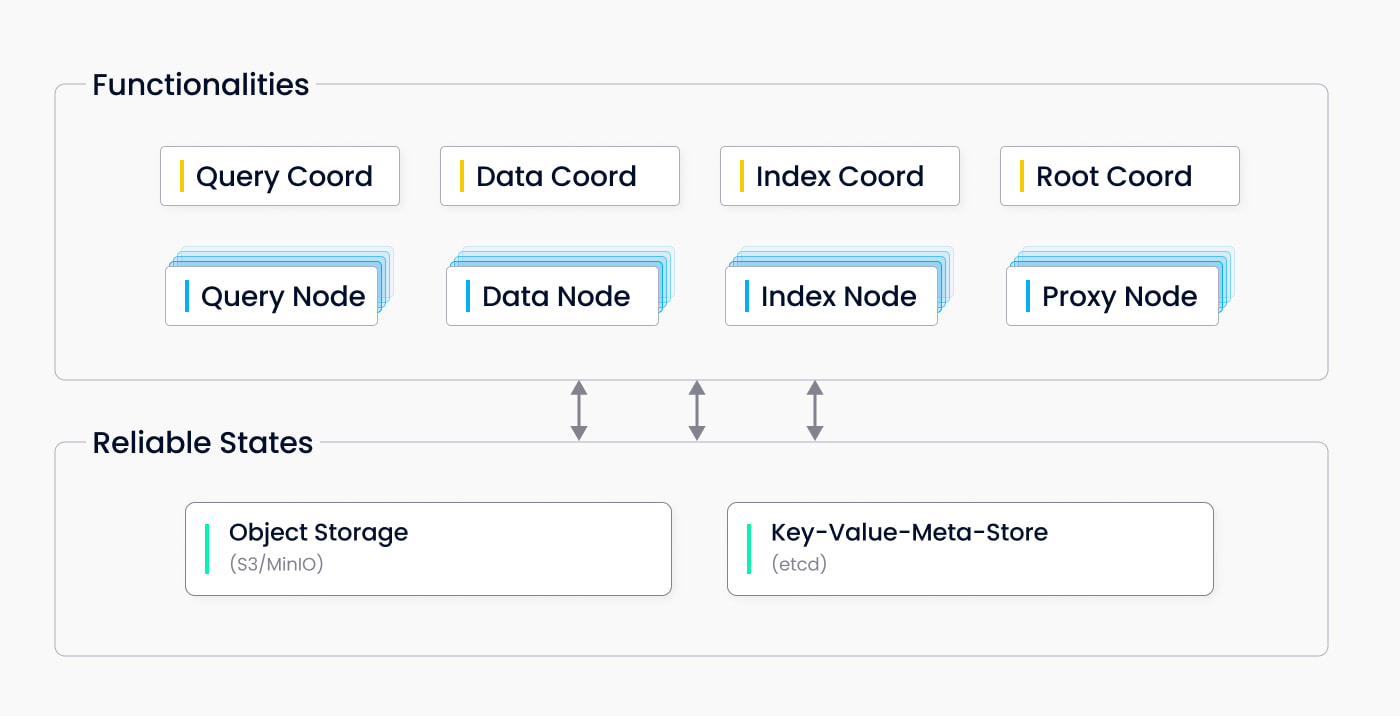 Functionalities
Query Coord
Data Coord
Index Coord
Root Coord
Query Node
Data Node
Index Node
Proxy Node
Reliable States
Object Storage
(S3/MinIO)
Key-Value-Meta-Store
(etcd)